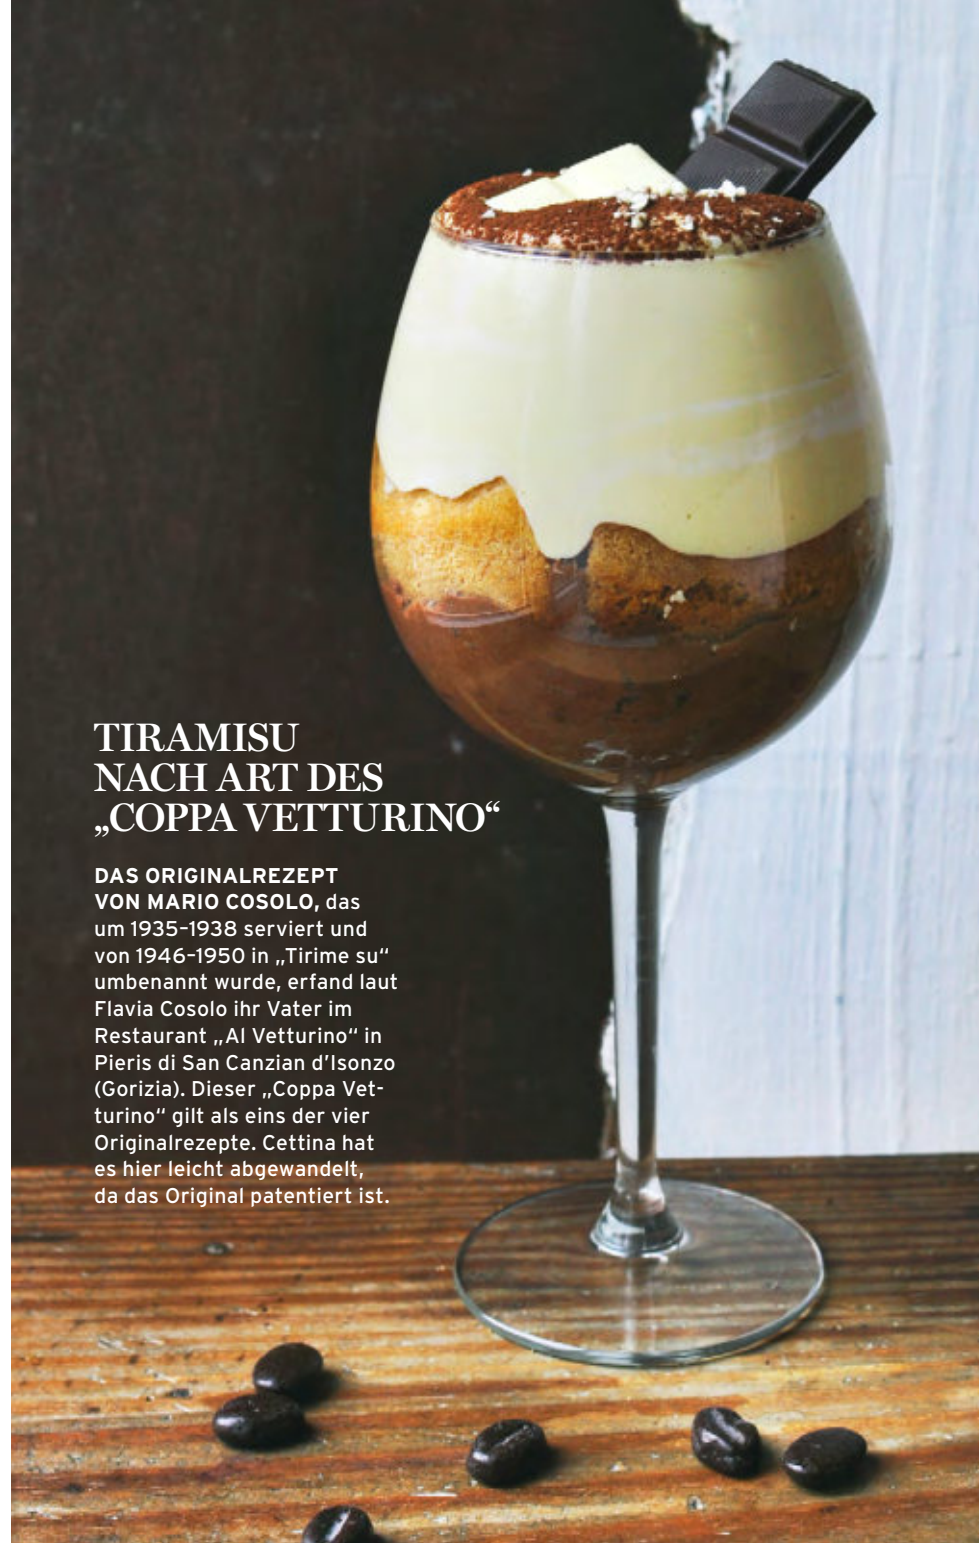 TIRAMISU
NACH ART DES
„COPPA VETTURINO“
DAS ORIGINALREZEPT
VON MARIO COSOLO, das
um 1935–1938 serviert und
von 1946–1950 in „Tirime su“
umbenannt wurde, erfand laut
Flavia Cosolo ihr Vater im
Restaurant „Al Vetturino“ in
Pieris di San Canzian d’Isonzo
(Gorizia). Dieser „Coppa Vet-
turino“ gilt als eins der vier
Originalrezepte. Cettina hat
es hier leicht abgewandelt,
da das Original patentiert ist.